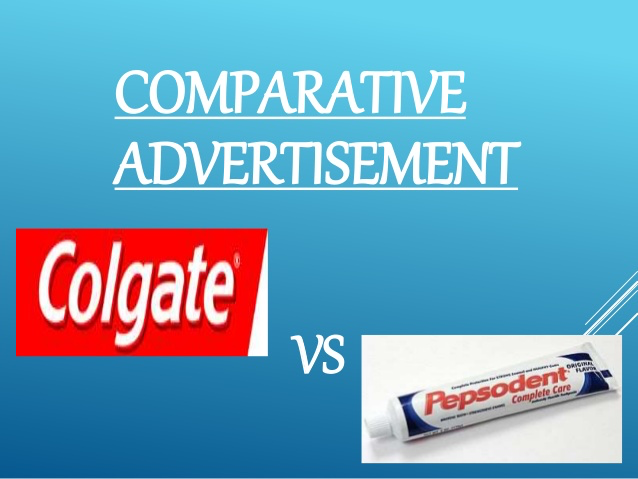 COMPARATIVE
ADVERTISEMENT
Colgate®
VS
ORIGINAL
FLAVOR
Pepsodent
Complete Care